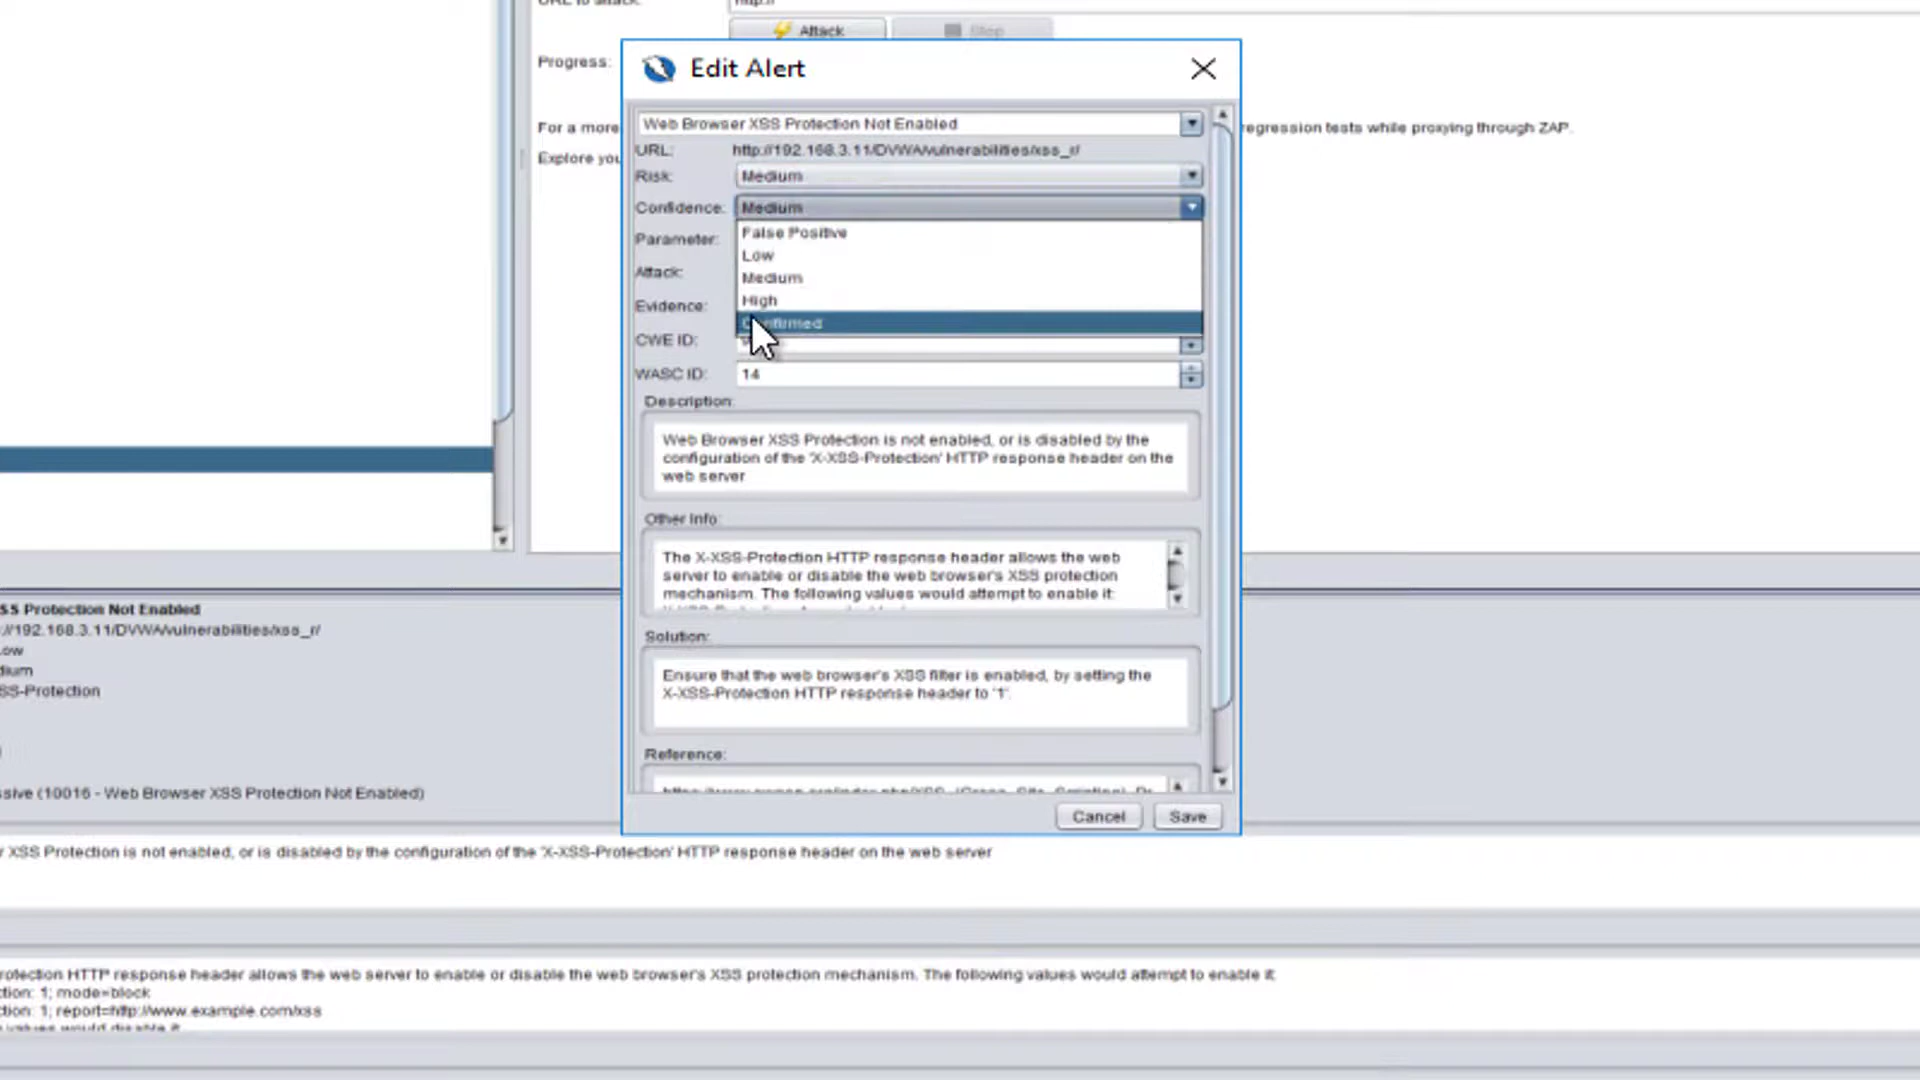 http://
Attack
Stop
Progress:
Edit Alert
Web Browser XSS Protection Not Enabled
For a more
egression tests while proxying through ZAP.
URL:
http://192.168.3.11/DVWA/vulnerabilities/xss_r/
Explore you
Risk:
Medium
Confidence:
Medium
False Positive
Parameter:
Low
Attack:
Medium
High
Evidence:
CWE ID:
WASC ID:
14
Description:
Web Browser XSS Protection is not enabled, or is disabled by the
configuration of the 'X-XSS-Protection' HTTP response header on the
web server
Other Info:
The X-XSS-Protection HTTP response header allows the web
server to enable or disable the web browser's XSS protection
mechanism. The following values would attempt to enable it:
Solution:
Ensure that the web browser's XSS filter is enabled, by setting the
X-XSS-Protection HTTP response header to '1'.
Reference:
Cancel
Save
SS Protection Not Enabled
://192.168.3.11/DVWA/vulnerabilities/xss_r/
ow
dium
SS-Protection
sive (10016 - Web Browser XSS Protection Not Enabled)
r XSS Protection is not enabled, or is disabled by the configuration of the 'X-XSS-Protection' HTTP response header on the web server
rotection HTTP response header allows the web server to enable or disable the web browser's XSS protection mechanism. The following values would attempt to enable it:
tion: 1; mode=block
tion: 1; report=http://www.example.com/xss